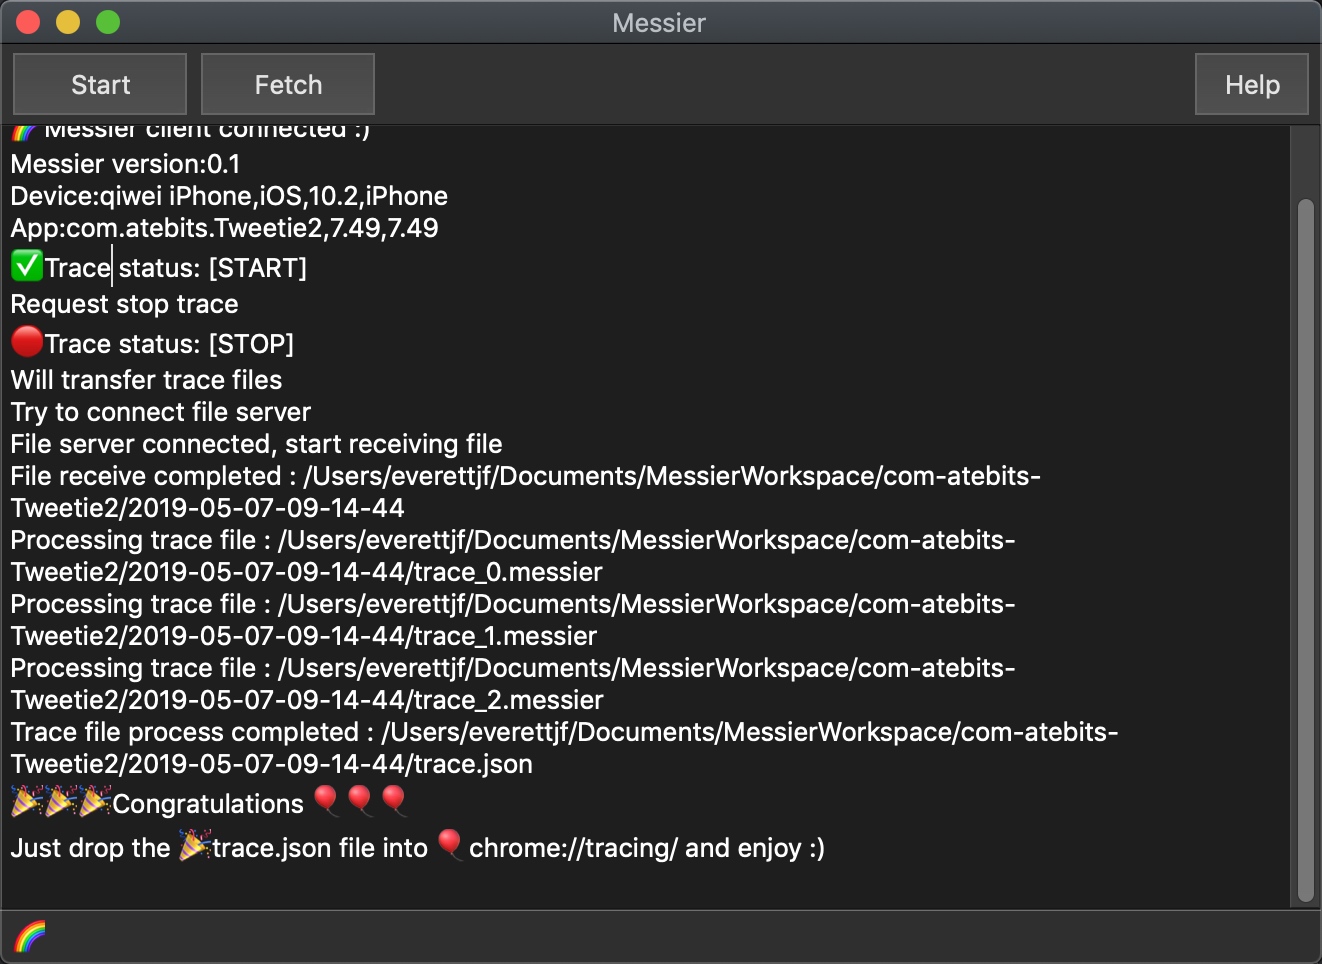 Messier
Start
Fetch
Help
🌈Messier client connected :)
Messier version:0.1
Device:qiwei iPhone,iOS,10.2,iPhone
App:com.atebits.Tweetie2,7.49,7.49
✅Trace status: [START]
Request stop trace
🔴Trace status: [STOP]
Will transfer trace files
Try to connect file server
File server connected, start receiving file
File receive completed : /Users/everettjf/Documents/MessierWorkspace/com-atebits-
Tweetie2/2019-05-07-09-14-44
Processing trace file : /Users/everettjf/Documents/MessierWorkspace/com-atebits-
Tweetie2/2019-05-07-09-14-44/trace_0.messier
Processing trace file : /Users/everettjf/Documents/MessierWorkspace/com-atebits-
Tweetie2/2019-05-07-09-14-44/trace_1.messier
Processing trace file : /Users/everettjf/Documents/MessierWorkspace/com-atebits-
Tweetie2/2019-05-07-09-14-44/trace_2.messier
Trace file process completed : /Users/everettjf/Documents/MessierWorkspace/com-atebits-
Tweetie2/2019-05-07-09-14-44/trace.json
🎉🎉🎉Congratulations 🎈🎈🎈
Just drop the 🎉trace.json file into 🎈chrome://tracing/ and enjoy :)
🌈